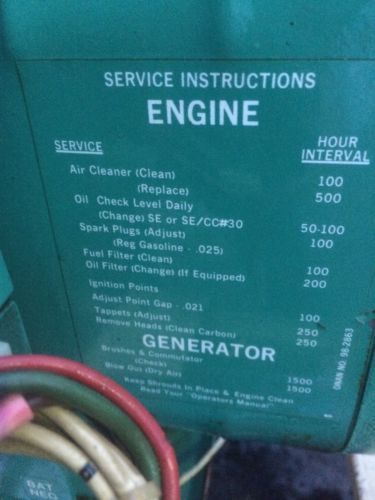 SERVICE INSTRUCTIONS
ENGINE
SERVICE HOUR INTERVAL
Air Cleaner (Clean) 100
(Replace) 500
Oil Check Level Daily
(Change) SE or SE/CC#30 50-100
Spark Plugs (Adjust) 100
(Reg Gasoline - .025)
Fuel Filter (Clean) 100
Oil Filter (Change) (If Equipped) 200
Ignition Points
Adjust Point Gap - .021 100
Tappets (Adjust) 250
Remove Heads (Clean Carbon) 250
GENERATOR
Brushes & Commutator
(Check) 1500
Blow Out (Dry Air) 1500
Keep Shrouds In Place & Engine Clean
Read Your "Operators Manual"
ONAN NO. 98-2863
BAT
NEG